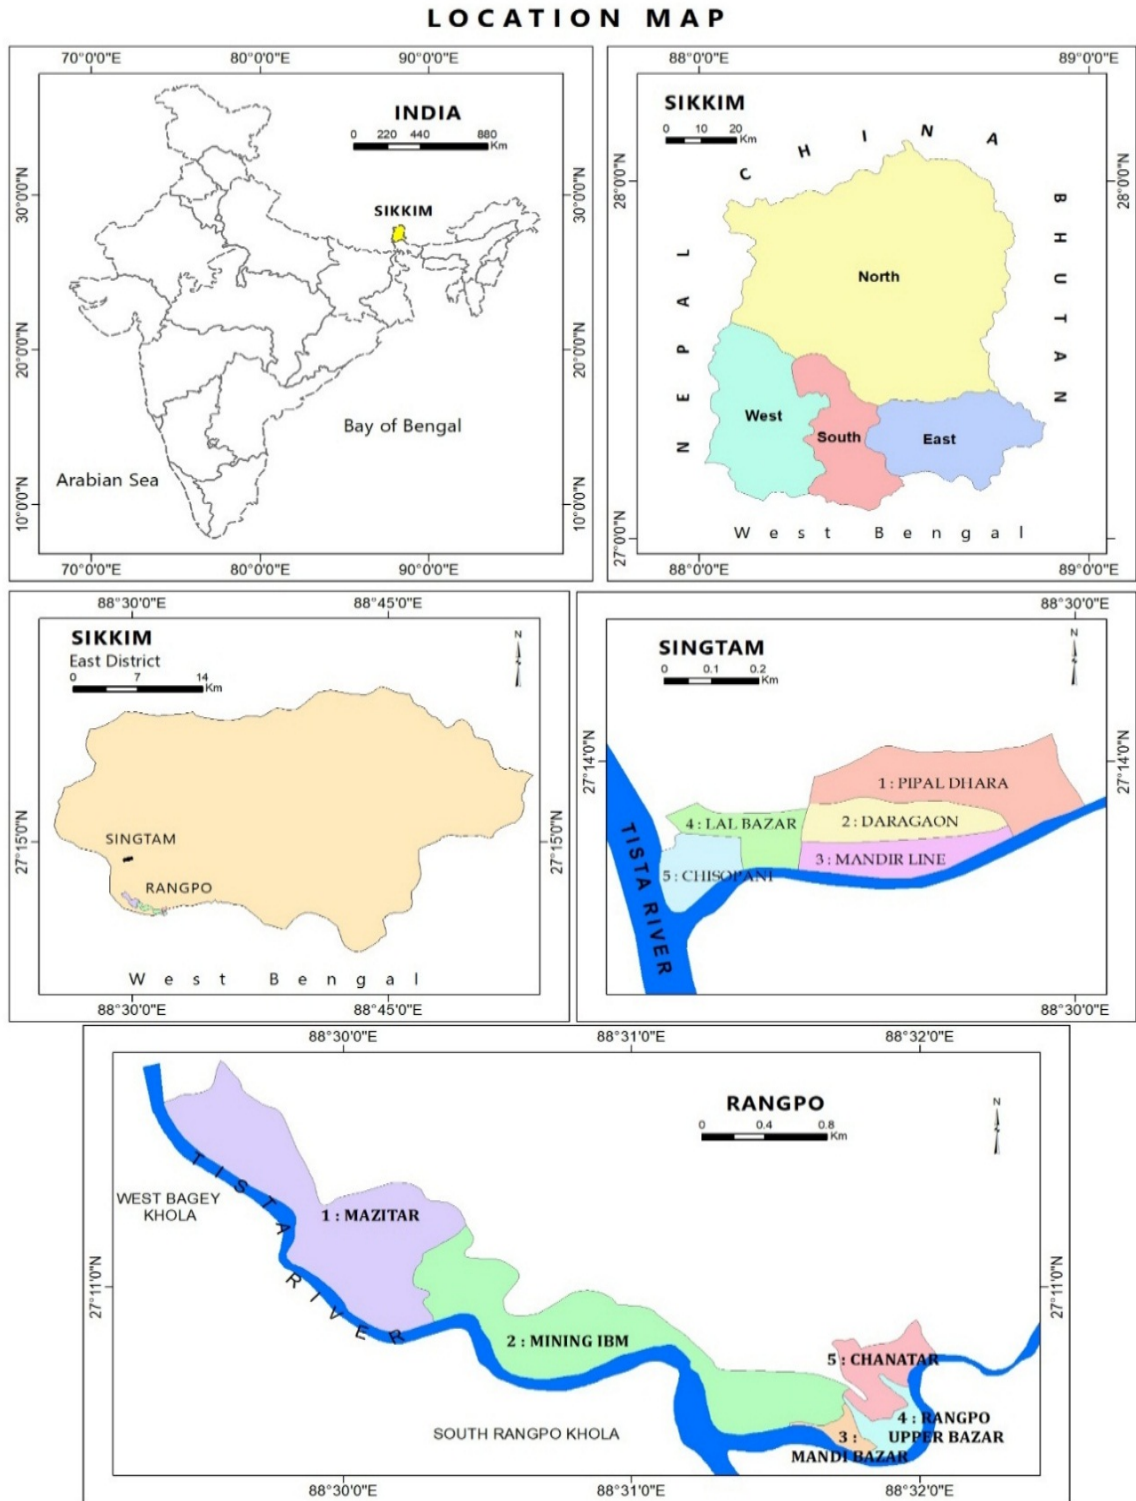 LOCATION MAP
70°0'0"E 80°0'0"E 90°0'0"E
INDIA
0 220 440 880
Km
SIKKIM
30°0'0"N
30°0'0"N
20°0'0"N
20°0'0"N
10°0'0"N
10°0'0"N
Bay of Bengal
Arabian Sea
70°0'0"E 80°0'0"E 90°0'0"E
88°0'0"E 89°0'0"E
SIKKIM
0 10 20
Km
CHINA
NEPAL
BHUTAN
28°0'0"N
28°0'0"N
North
West
South
East
West Bengal
27°0'0"N
88°0'0"E 89°0'0"E
88°30'0"E 88°45'0"E
SIKKIM
East District
0 7 14
Km
N
27°15'0"N
27°15'0"N
SINGTAM
RANGPO
West Bengal
88°30'0"E 88°45'0"E
88°30'0"E
SINGTAM
0 0.1 0.2
Km
N
27°14'0"N
27°14'0"N
1 : PIPAL DHARA
4 : LAL BAZAR
2 : DARAGAON
3 : MANDIR LINE
5 : CHISOPANI
TISTA RIVER
88°30'0"E
88°30'0"E 88°31'0"E 88°32'0"E
RANGPO
0 0.4 0.8
Km
N
TISTA RIVER
WEST BAGEY
KHOLA
1 : MAZITAR
27°11'0"N
27°11'0"N
2 : MINING IBM
5 : CHANATAR
4 : RANGPO
UPPER BAZAR
3 :
MANDI BAZAR
SOUTH RANGPO KHOLA
88°30'0"E 88°31'0"E 88°32'0"E